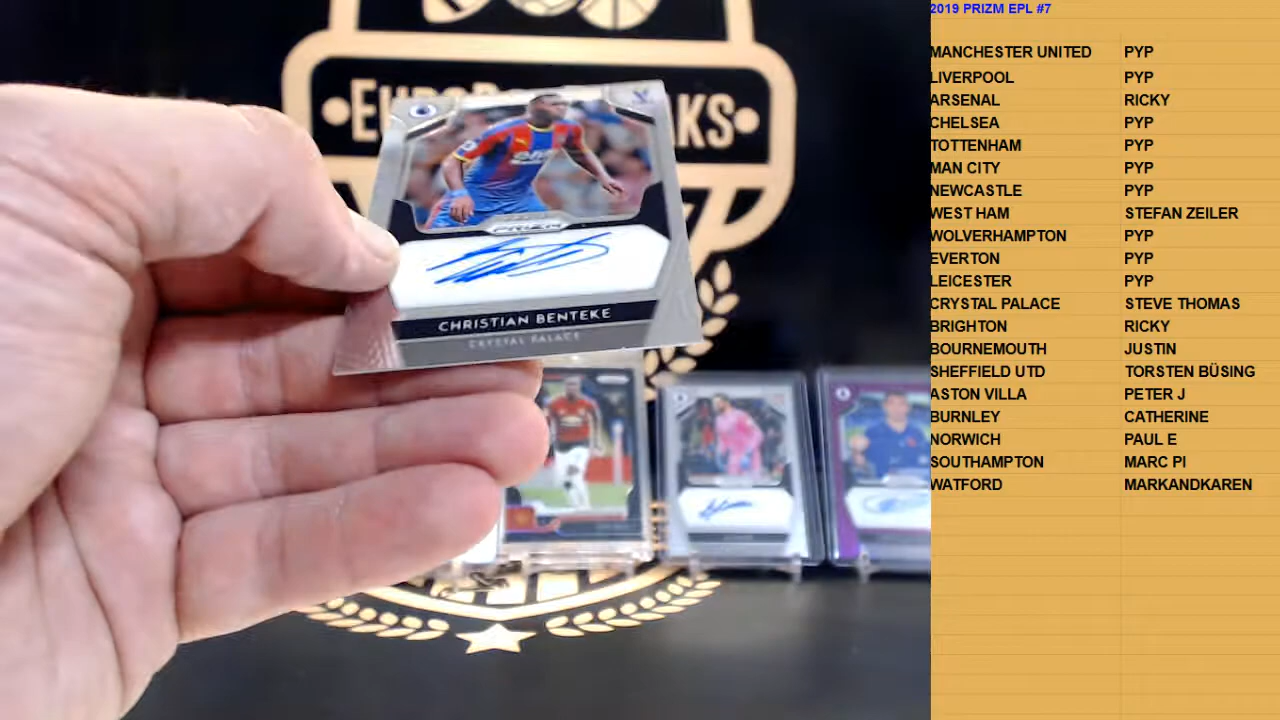 2019 PRIZM EPL #7
MANCHESTER UNITED PYP
LIVERPOOL PYP
ARSENAL RICKY
CHELSEA PYP
TOTTENHAM PYP
MAN CITY PYP
NEWCASTLE PYP
WEST HAM STEFAN ZEILER
WOLVERHAMPTON PYP
EVERTON PYP
LEICESTER PYP
CRYSTAL PALACE STEVE THOMAS
BRIGHTON RICKY
BOURNEMOUTH JUSTIN
SHEFFIELD UTD TORSTEN BÜSING
ASTON VILLA PETER J
BURNLEY CATHERINE
NORWICH PAUL E
SOUTHAMPTON MARC PI
WATFORD MARKANDKAREN
PRIZM
CHRISTIAN BENTEKE
CRYSTAL PALACE